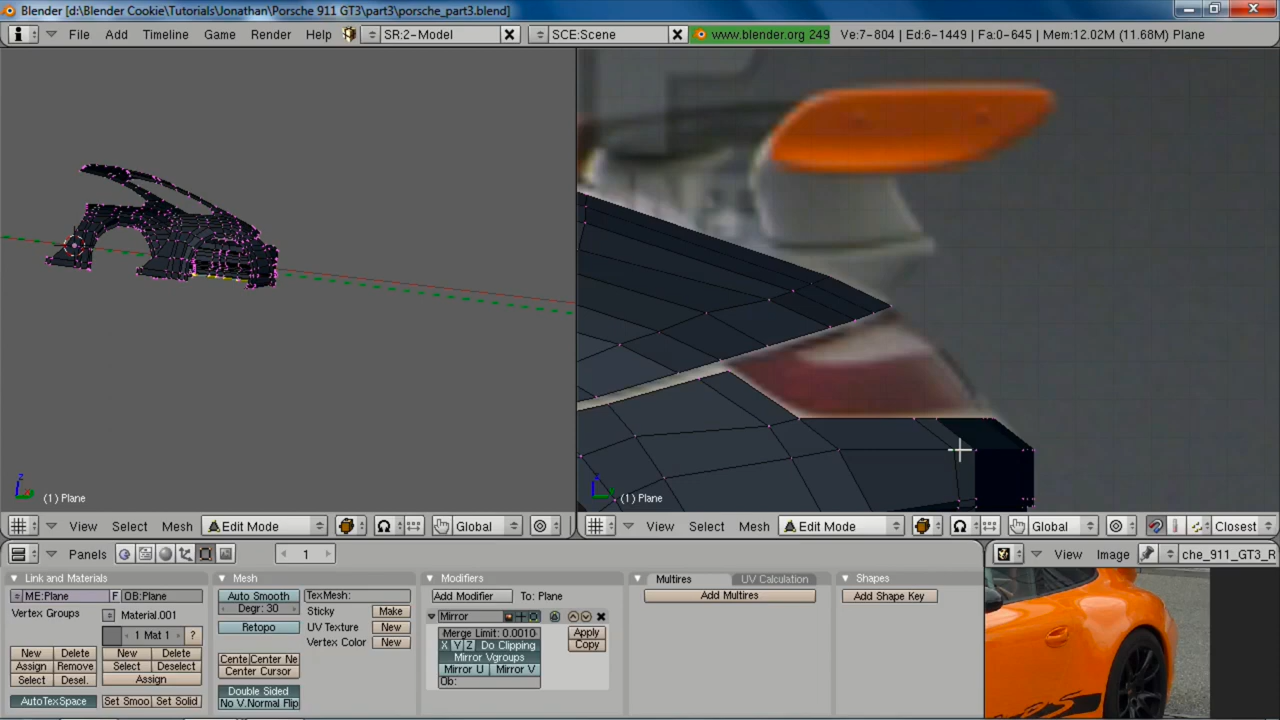 Blender [d:\Blender Cookie\Tutorials\Jonathan\Porsche 911 GT3\part3\porsche_part3.blend]
File Add Timeline Game Render Help SR:2-Model SCE:Scene www.blender.org 249 Ve:7-804 | Ed:6-1449 | Fa:0-645 | Mem:12.02M (11.68M) Plane
z (1) Plane
z (1) Plane
View Select Mesh Edit Mode Global View Select Mesh Edit Mode Global Closest
Panels 1 View Image che_911_GT3_R
Link and Materials Mesh Modifiers Multires UV Calculation Shapes
ME:Plane F OB:Plane Auto Smooth TexMesh: Add Modifier To: Plane Add Multires Add Shape Key
Vertex Groups Material.001 Degr: 30 Sticky Make Mirror
1 Mat 1 ? Retopo UV Texture New Merge Limit: 0.0010 Apply
New Delete New Delete Vertex Color New X Y Z Do Clipping Copy
Assign Remove Select Deselect Cente Center Ne Mirror Vgroups
Select Desel. Assign Center Cursor Mirror U Mirror V
Double Sided Ob:
AutoTexSpace Set Smoo Set Solid No V.Normal Flip